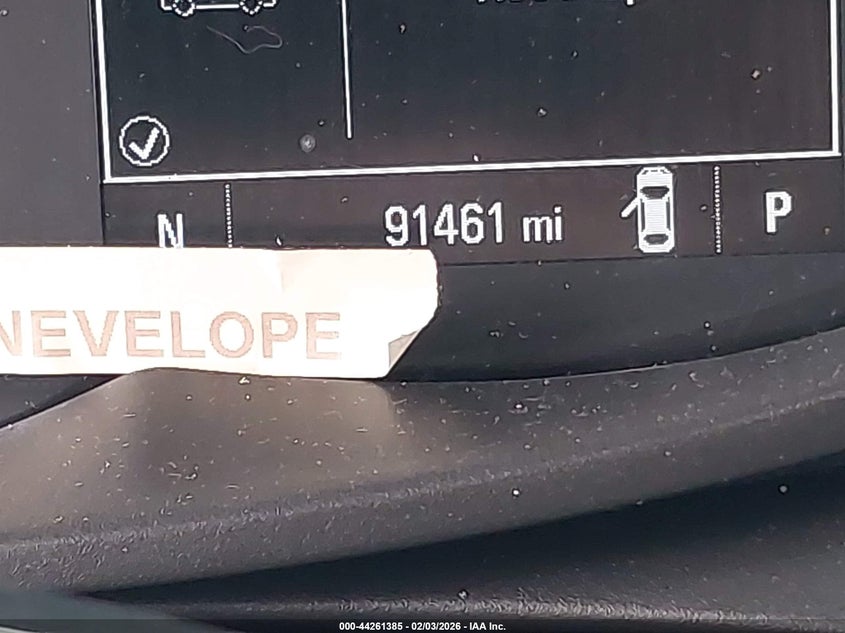 N 91461 mi P
NEVELOPE
000-44261385 - 02/03/2026 - IAA Inc.